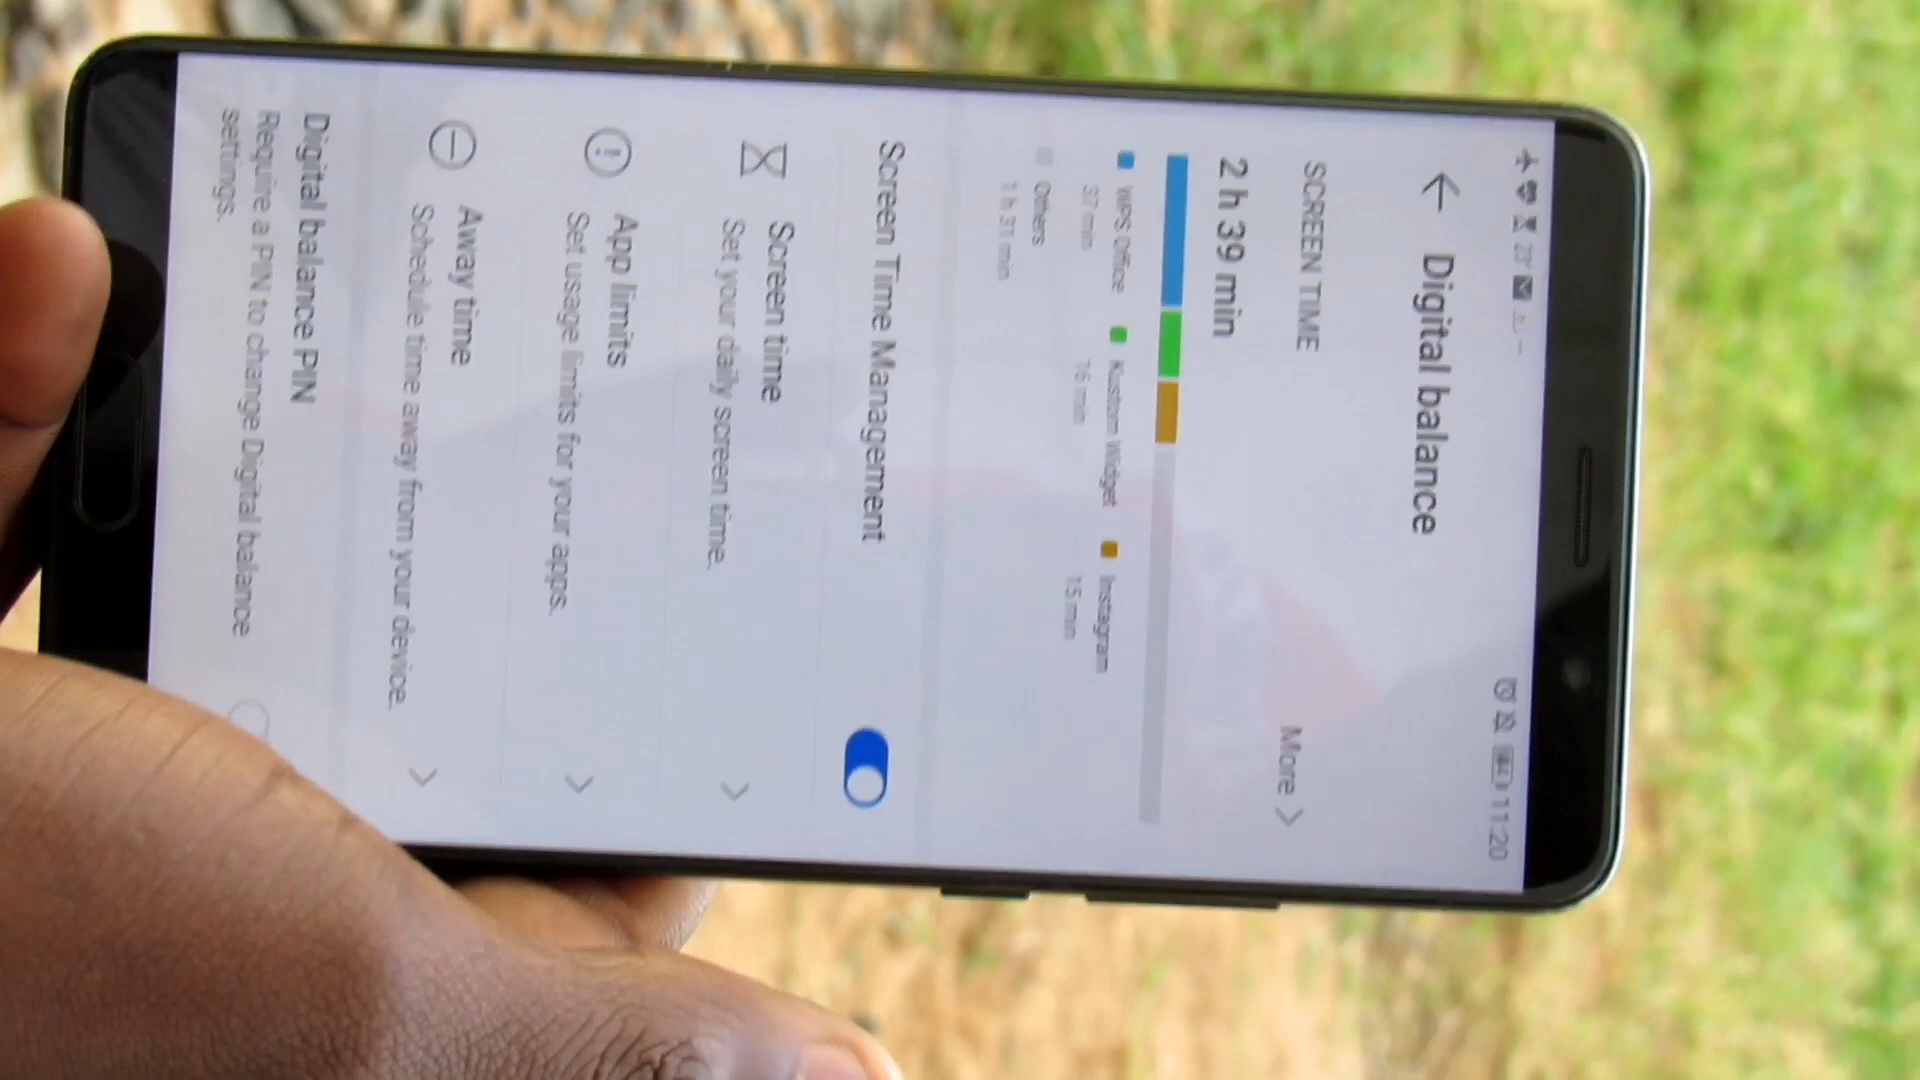 23°
11:20
Digital balance
SCREEN TIME
More
2 h 39 min
WPS Office
Kustom Widget
Instagram
37 min
16 min
15 min
Others
1 h 31 min
Screen Time Management
Screen time
Set your daily screen time.
App limits
Set usage limits for your apps.
Away time
Schedule time away from your device.
Digital balance PIN
Require a PIN to change Digital balance
settings.